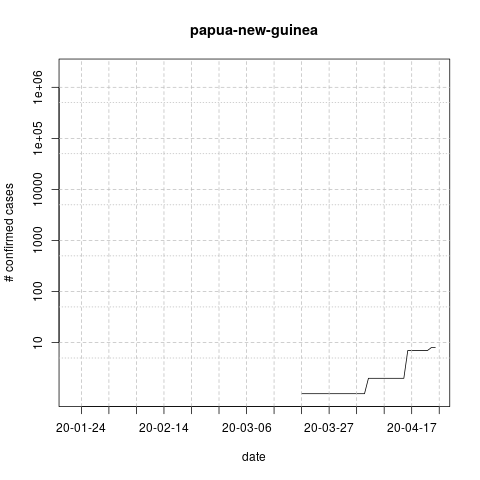 papua-new-guinea
# confirmed cases
1e+06
1e+05
10000
1000
100
10
20-01-24 20-02-14 20-03-06 20-03-27 20-04-17
date